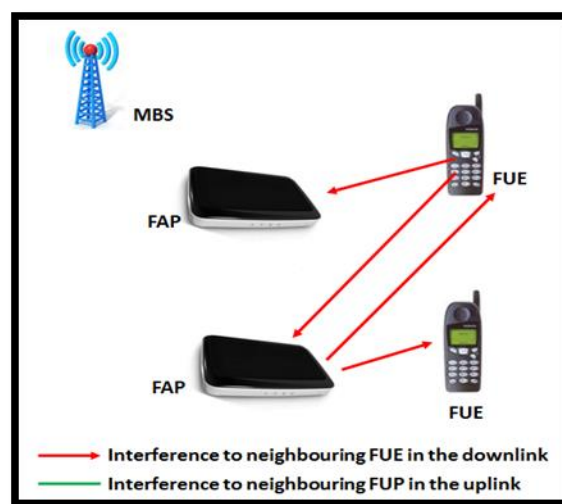 MBS
FUE
FAP
FAP
FUE
Interference to neighbouring FUE in the downlink
Interference to neighbouring FUP in the uplink